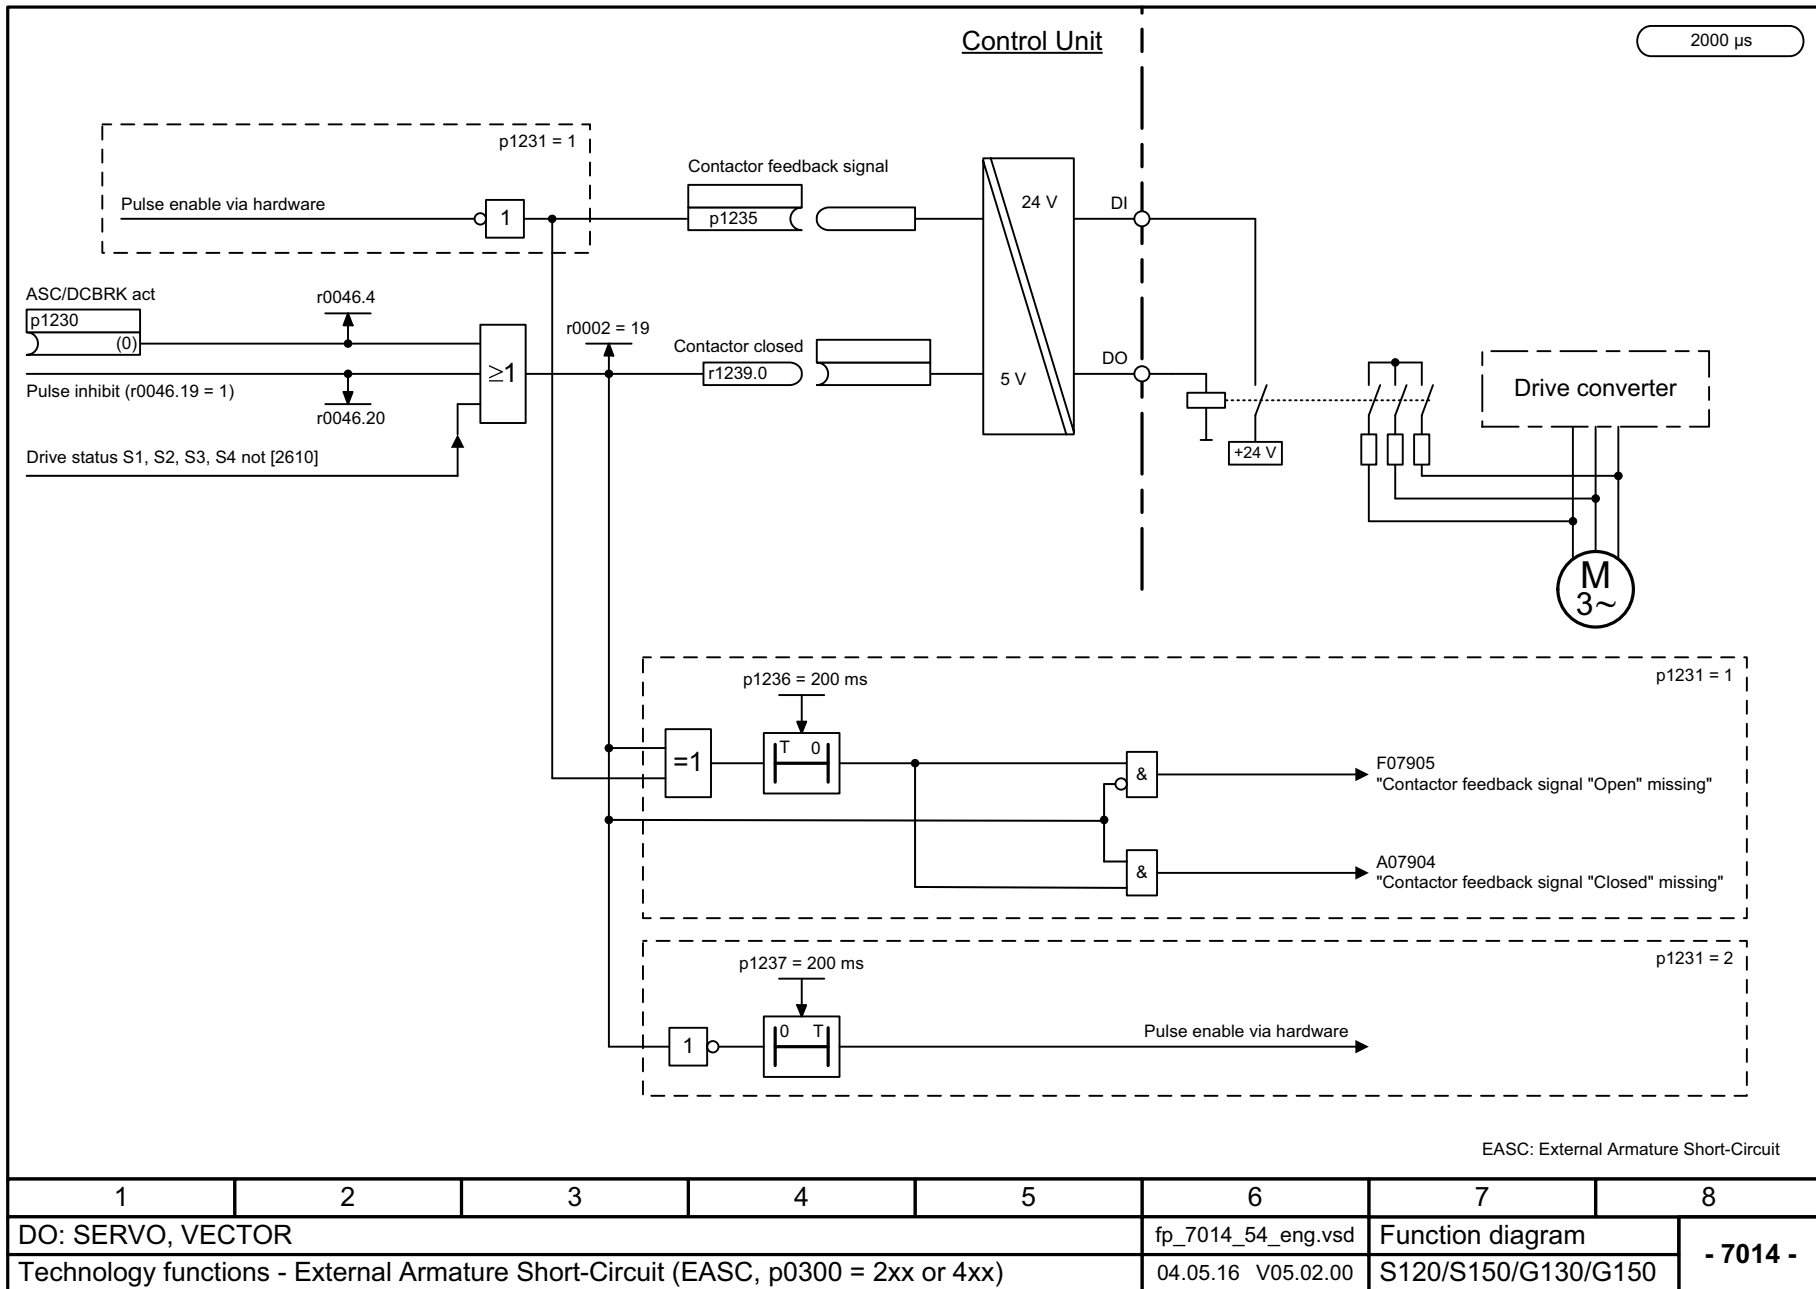 Control Unit
2000 µs
p1231 = 1
Pulse enable via hardware
1
Contactor feedback signal
p1235
24 V
5 V
DI
DO
ASC/DCBRK act
p1230
(0)
r0046.4
Pulse inhibit (r0046.19 = 1)
r0046.20
≥1
Drive status S1, S2, S3, S4 not [2610]
r0002 = 19
Contactor closed
r1239.0
+24 V
Drive converter
M
3~
p1231 = 1
p1236 = 200 ms
=1
T 0
&
F07905
"Contactor feedback signal "Open" missing"
&
A07904
"Contactor feedback signal "Closed" missing"
p1231 = 2
p1237 = 200 ms
1
0 T
Pulse enable via hardware
EASC: External Armature Short-Circuit
1 2 3 4 5 6 7 8
DO: SERVO, VECTOR
fp_7014_54_eng.vsd
Function diagram
- 7014 -
Technology functions - External Armature Short-Circuit (EASC, p0300 = 2xx or 4xx)
04.05.16 V05.02.00
S120/S150/G130/G150